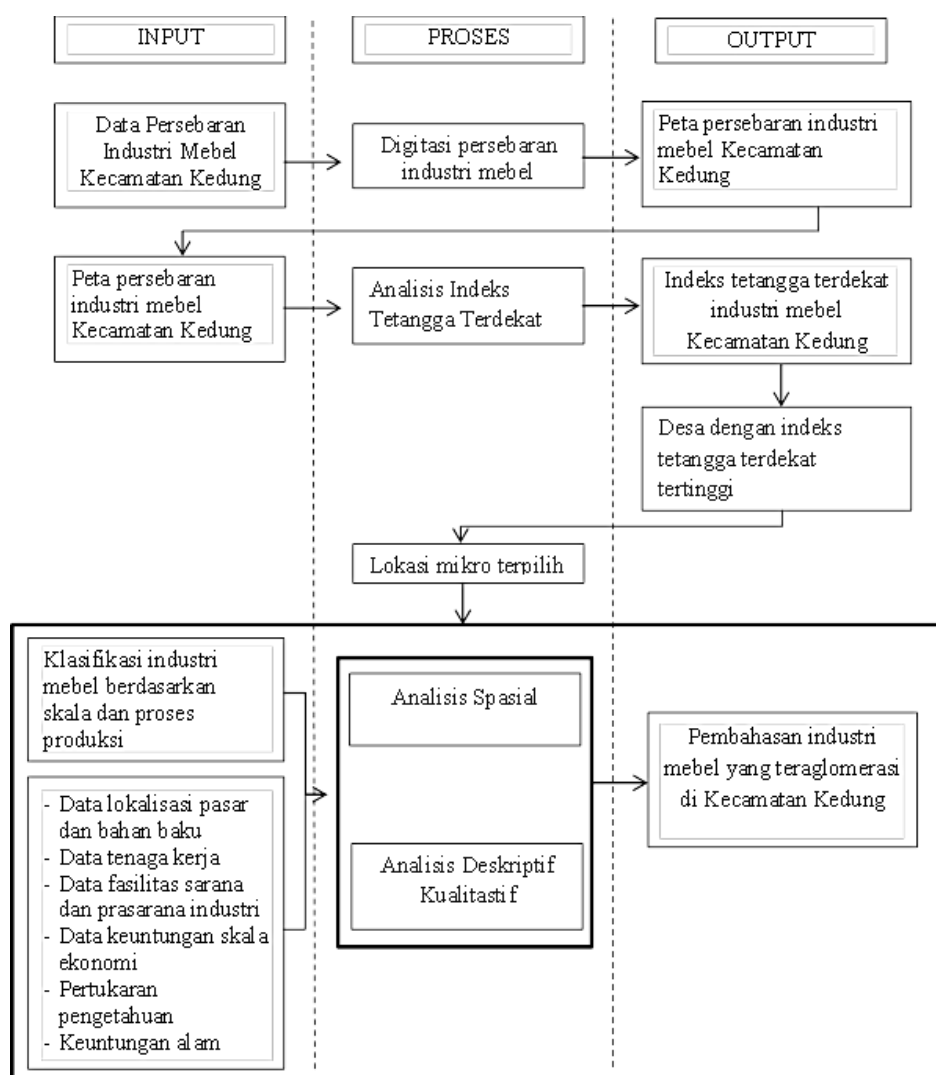 INPUT
PROSES
OUTPUT
Data Persebaran
Industri Mebel
Kecamatan Kedung
Digitasi persebaran
industri mebel
Peta persebaran industri
mebel Kecamatan
Kedung
Peta persebaran
industri mebel
Kecamatan Kedung
Analisis Indeks
Tetangga Terdekat
Indeks tetangga terdekat
industri mebel
Kecamatan Kedung
Desa dengan indeks
tetangga terdekat
tertinggi
Lokasi mikro terpilih
Klasifikasi industri
mebel berdasarkan
skala dan proses
produksi
- Data lokalisasi pasar
dan bahan baku
- Data tenaga kerja
- Data fasilitas sarana
dan prasarana industri
- Data keuntungan skala
ekonomi
- Pertukaran
pengetahuan
- Keuntungan alam
Analisis Spasial
Analisis Deskriptif
Kualitastif
Pembahasan industri
mebel yang teraglomerasi
di Kecamatan Kedung